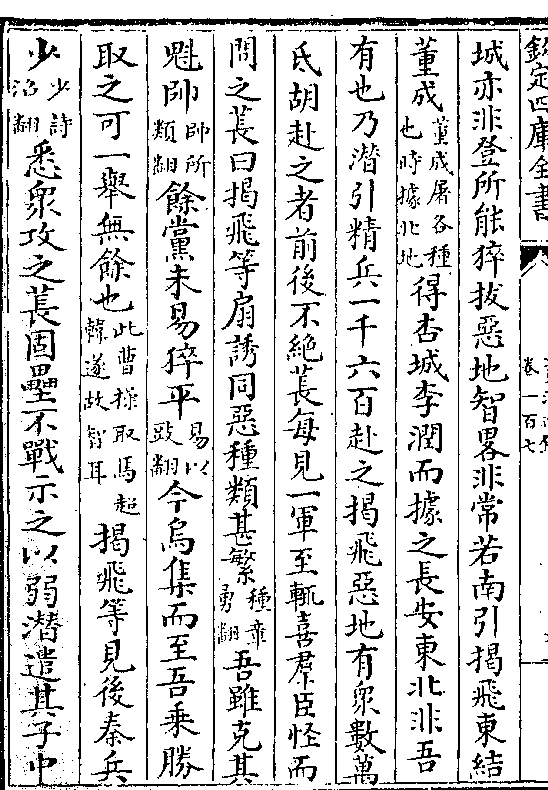 欽定四庫全書
卷一百七
城亦非登所能猝拔惡地智畧非常若南引揭飛東結
董成董成屠各種也時據北地得杏城李潤而據之長安東北非吾
有也乃潜引精兵一千六百赴之揭飛惡地有衆數萬
氐胡赴之者前後不絶萇每見一軍至輒喜羣臣怪而
問之萇曰揭飛等扇誘同惡種類甚繁種章勇翻吾雖克其
魁帥帥所類翻餘黨未易猝平易以豉翻今烏集而至吾乗勝
取之可一舉無餘也此曹操取馬超韓遂故智耳揭飛等見後秦兵
少少詩沼翻悉衆攻之萇固壘不戰示之以弱潜遣其子中